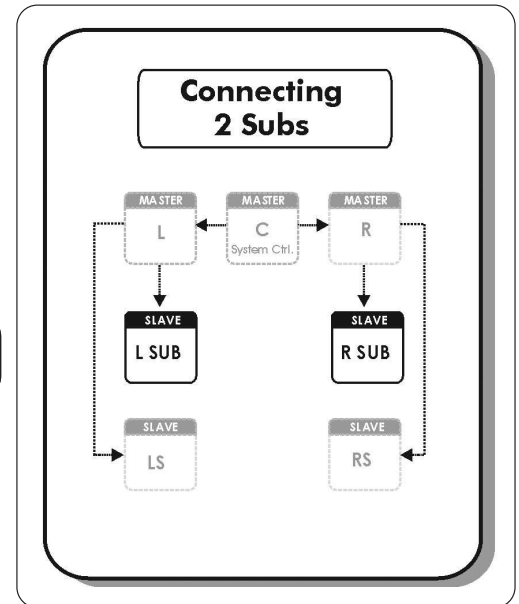 Connecting
2 Subs
MASTER MASTER MASTER
L C R
System Ctrl.
SLAVE SLAVE
L SUB R SUB
SLAVE SLAVE
LS RS